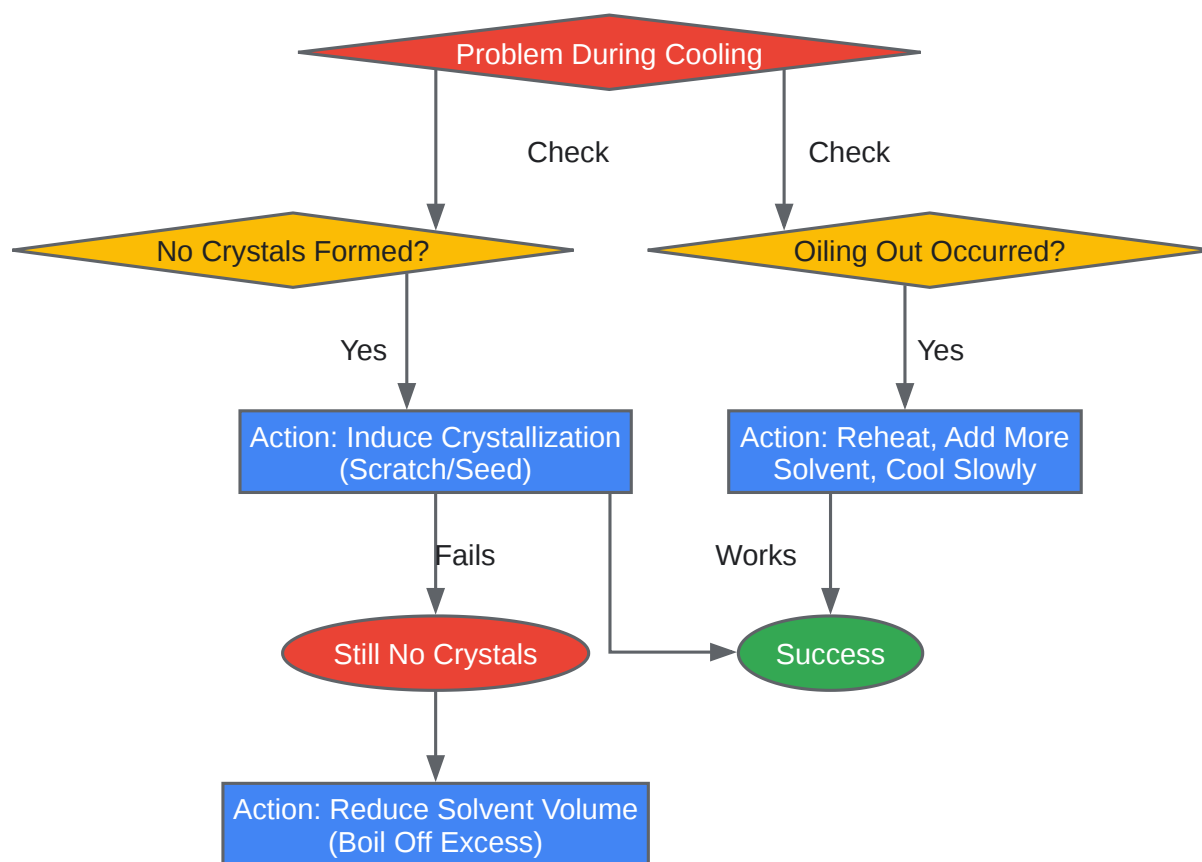 Problem During Cooling
Check
Check
No Crystals Formed?
Oiling Out Occurred?
Yes
Yes
Action: Induce Crystallization
(Scratch/Seed)
Action: Reheat, Add More
Solvent, Cool Slowly
Fails
Works
Still No Crystals
Success
Action: Reduce Solvent Volume
(Boil Off Excess)